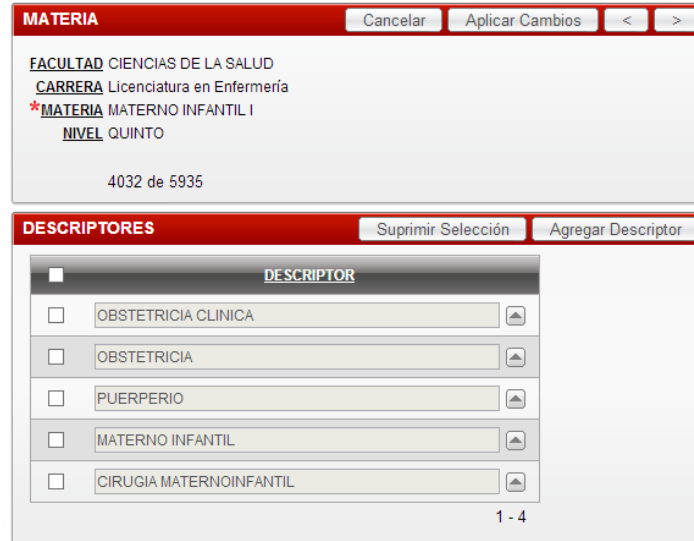 MATERIA Cancelar Aplicar Cambios < >
FACULTAD CIENCIAS DE LA SALUD
CARRERA Licenciatura en Enfermería
*MATERIA MATERNO INFANTIL I
NIVEL QUINTO
4032 de 5935
DESCRIPTORES Suprimir Selección Agregar Descriptor
DESCRIPTOR
OBSTETRICIA CLINICA
OBSTETRICIA
PUERPERIO
MATERNO INFANTIL
CIRUGIA MATERNOINFANTIL
1 - 4